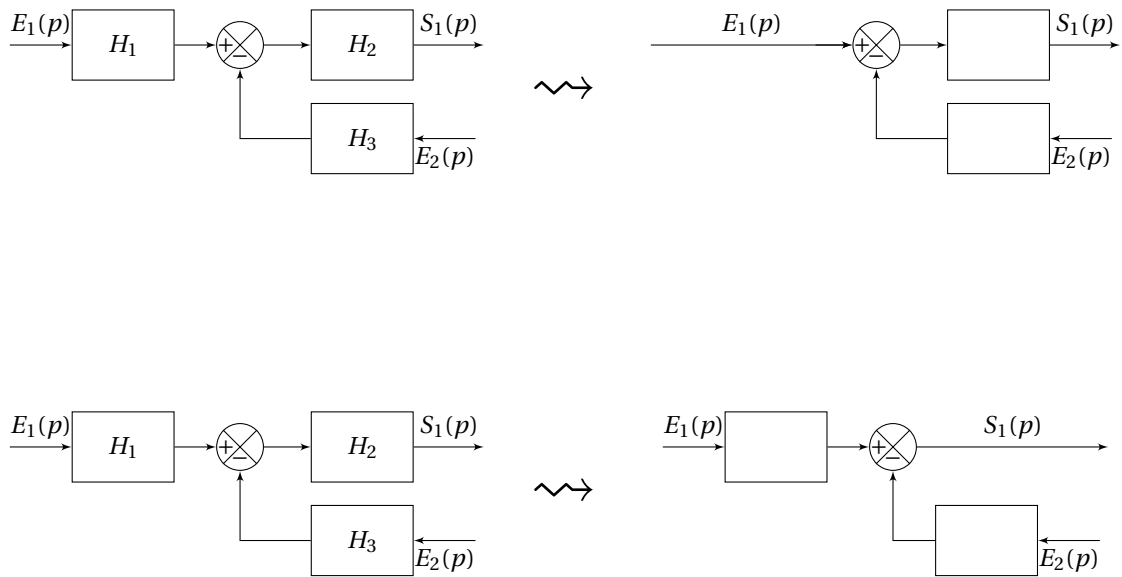 E₁(p) H₁ + − H₂ S₁(p)
H₃ E₂(p)
E₁(p) + − S₁(p)
E₂(p)
E₁(p) H₁ + − H₂ S₁(p)
H₃ E₂(p)
E₁(p) + − S₁(p)
E₂(p)